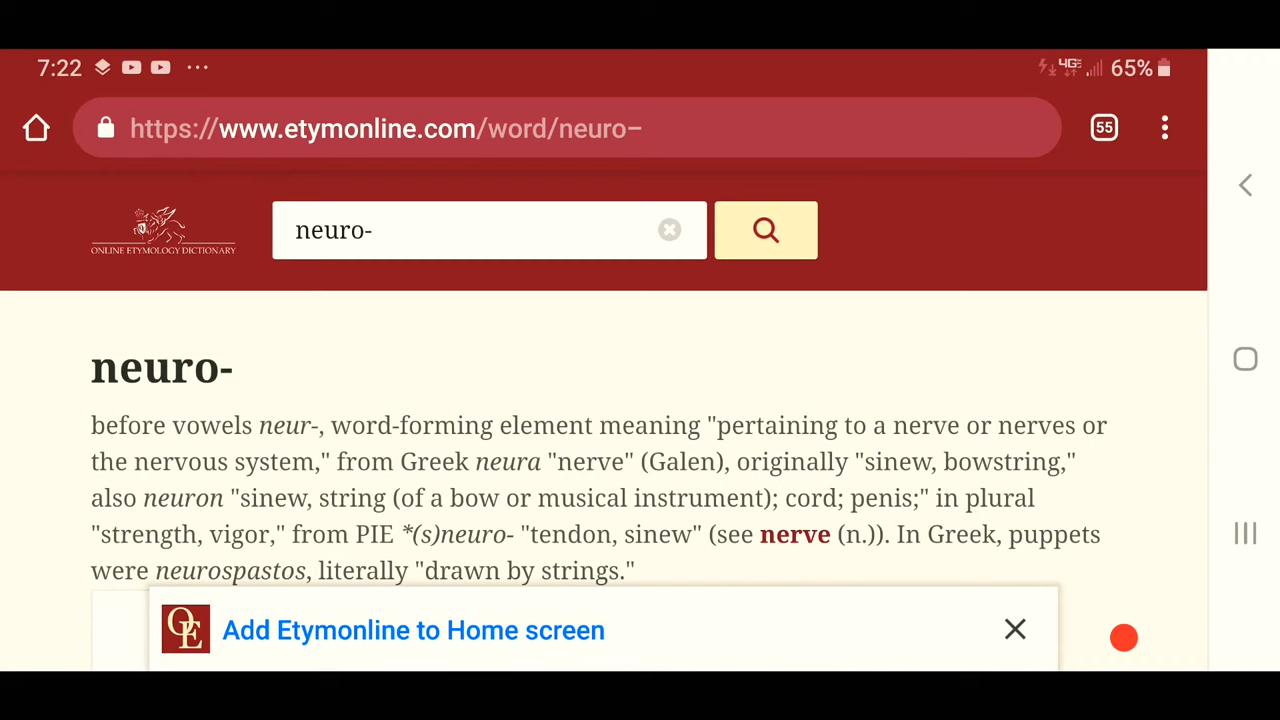 7:22 ... 4GE 65%
https://www.etymonline.com/word/neuro– 55
ONLINE ETYMOLOGY DICTIONARY
neuro-
neuro-
before vowels neur-, word-forming element meaning "pertaining to a nerve or nerves or
the nervous system," from Greek neura "nerve" (Galen), originally "sinew, bowstring,"
also neuron "sinew, string (of a bow or musical instrument); cord; penis;" in plural
"strength, vigor," from PIE *(s)neuro- "tendon, sinew" (see nerve (n.)). In Greek, puppets
were neurospastos, literally "drawn by strings."
OE Add Etymonline to Home screen